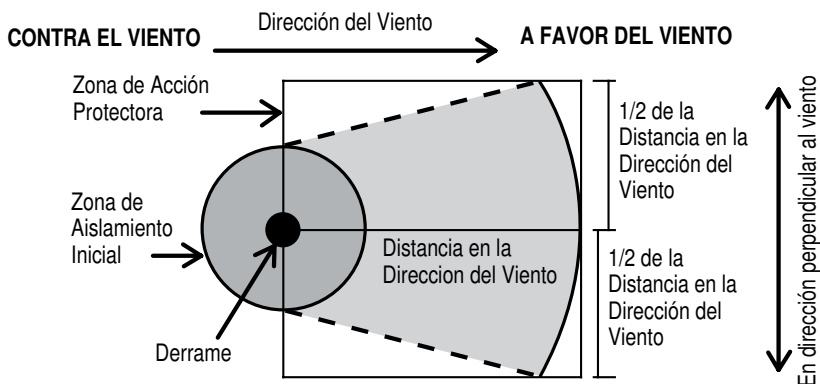 CONTRA EL VIENTO
Dirección del Viento
A FAVOR DEL VIENTO
Zona de Acción
Protectora
Zona de
Aislamiento
Inicial
Derrame
Distancia en la
Direccion del Viento
1/2 de la
Distancia en la
Dirección del
Viento
1/2 de la
Distancia en la
Dirección del
Viento
En dirección perpendicular al viento